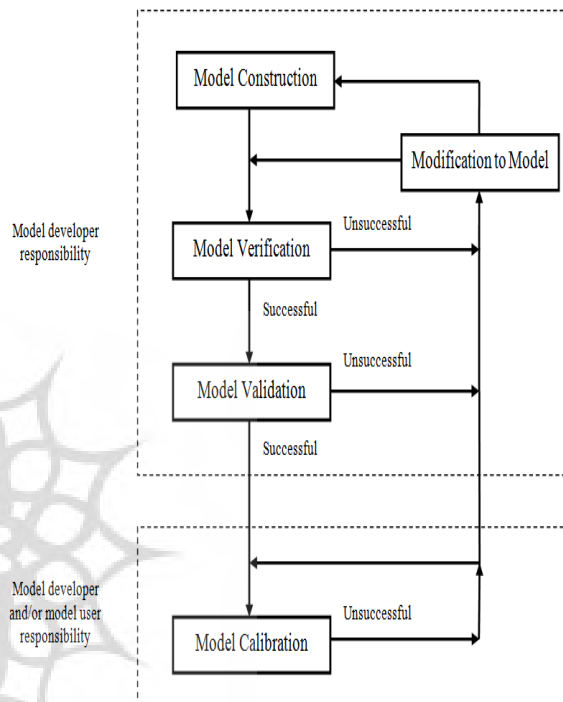 Model Construction
Modification to Model
Model developer
responsibility
Unsuccessful
Model Verification
Successful
Unsuccessful
Model Validation
Successful
Model developer
and/or model user
responsibility
Unsuccessful
Model Calibration